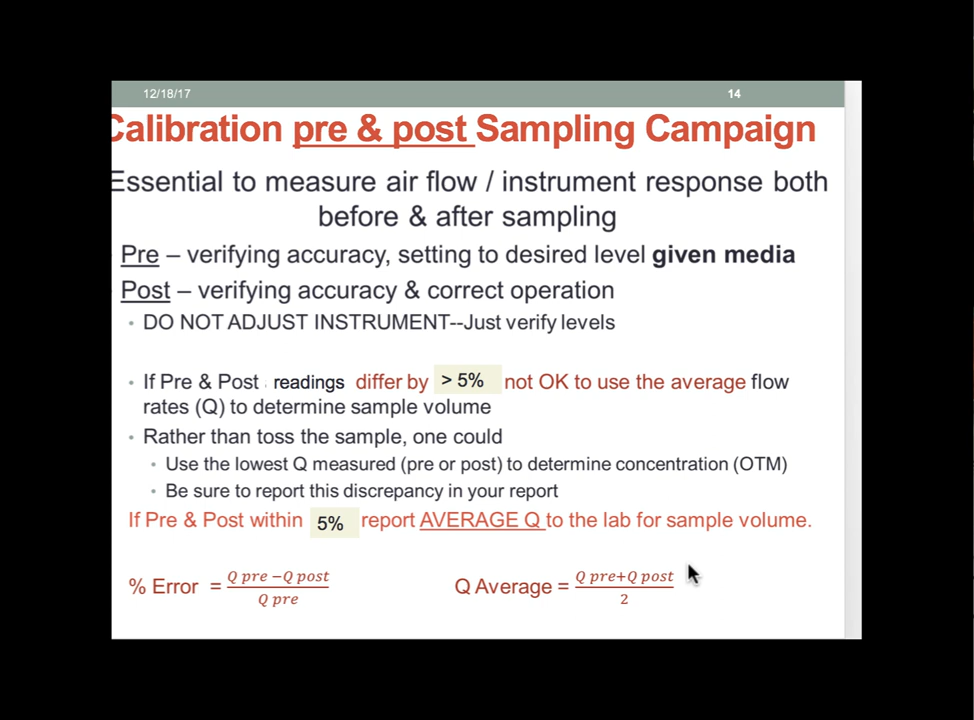 12/18/17 14
Calibration pre & post Sampling Campaign
Essential to measure air flow / instrument response both
before & after sampling
Pre – verifying accuracy, setting to desired level given media
Post – verifying accuracy & correct operation
• DO NOT ADJUST INSTRUMENT--Just verify levels
• If Pre & Post readings differ by > 5% not OK to use the average flow
rates (Q) to determine sample volume
• Rather than toss the sample, one could
• Use the lowest Q measured (pre or post) to determine concentration (OTM)
• Be sure to report this discrepancy in your report
If Pre & Post within 5% report AVERAGE Q to the lab for sample volume.
Q pre −Q post Q pre+Q post
% Error = Q Average =
Q pre 2